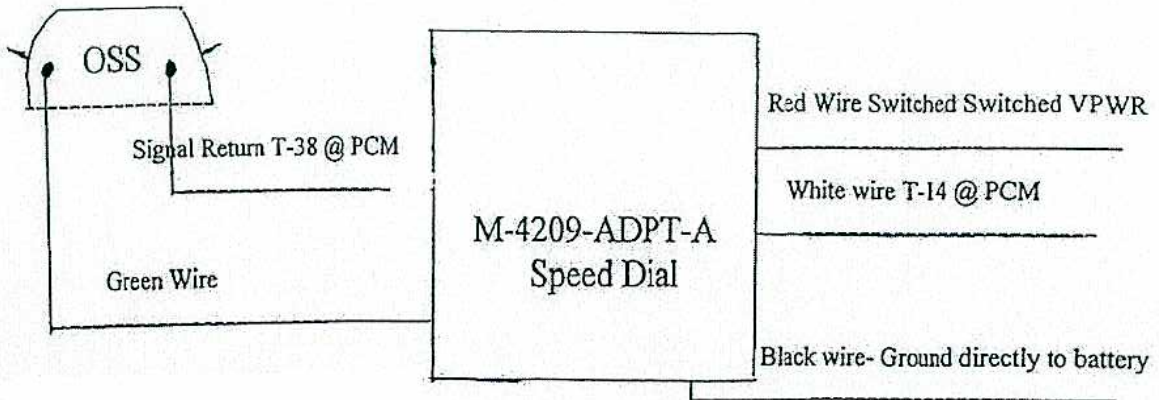 OSS
Red Wire Switched Switched VPWR
Signal Return T-38 @ PCM
White wire T-14 @ PCM
M-4209-ADPT-A
Speed Dial
Green Wire
Black wire- Ground directly to battery